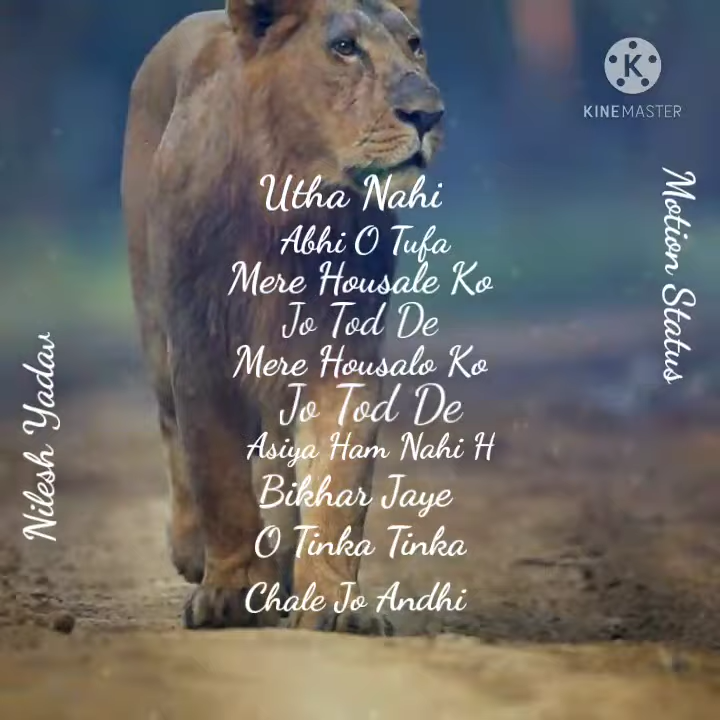 KINEMASTER
Utha Nahi
Abhi O Tufa
Mere Housale Ko
Jo Tod De
Mere Housalo Ko
Jo Tod De
Asiya Ham Nahi H
Bikhar Jaye
O Tinka Tinka
Chale Jo Andhi
Motion Status
Nilesh Yadav